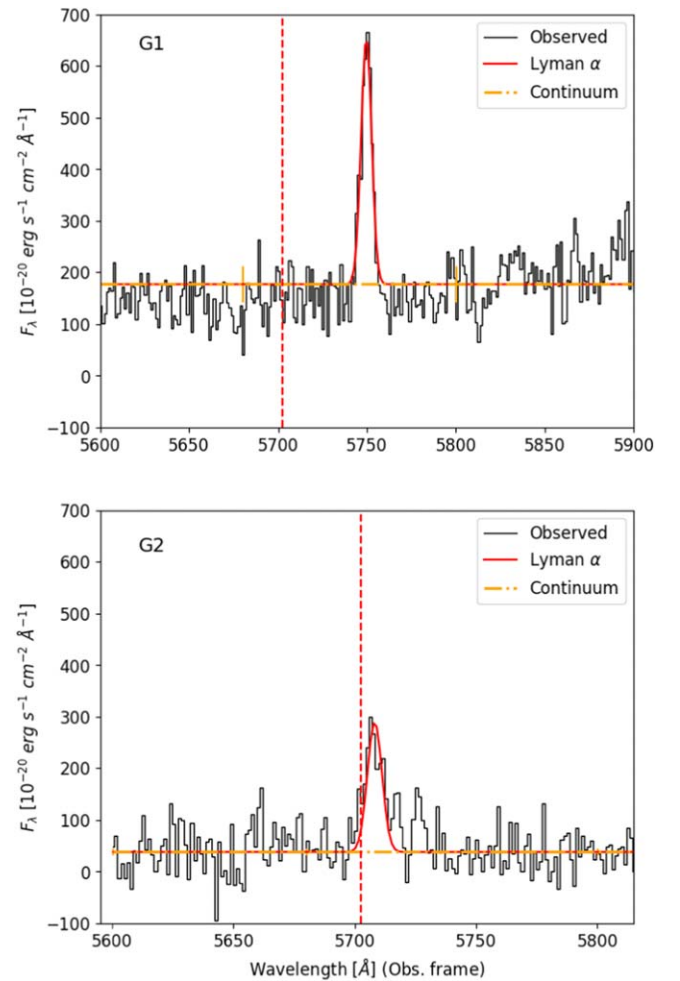 700
600
500
400
300
200
100
0
−100
F_λ [10⁻²⁰ erg s⁻¹ cm⁻² Å⁻¹]
G1
Observed
Lyman α
Continuum
5600 5650 5700 5750 5800 5850 5900
700
600
500
400
300
200
100
0
−100
F_λ [10⁻²⁰ erg s⁻¹ cm⁻² Å⁻¹]
G2
Observed
Lyman α
Continuum
5600 5650 5700 5750 5800
Wavelength [Å] (Obs. frame)